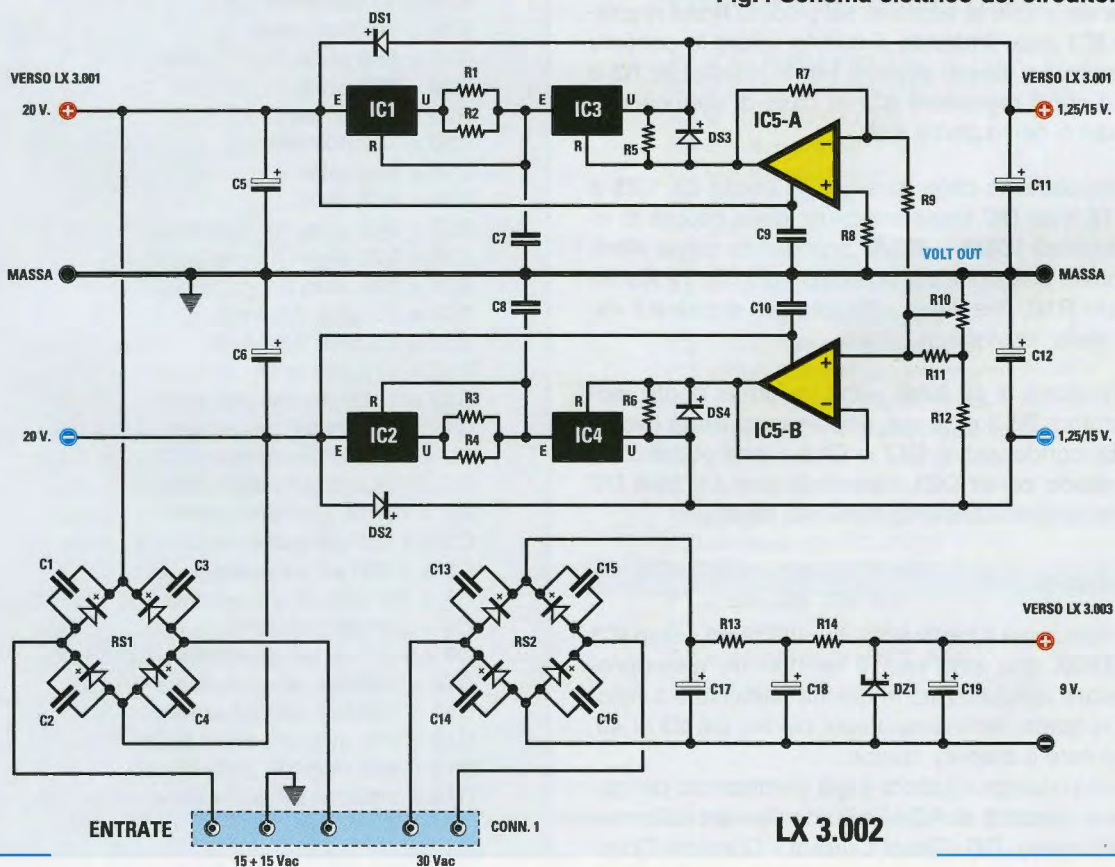 Fig.4 Schema elettrico del circuito
DS1
VERSO LX 3.001
20 V.
E
IC1
U
R
R1
R2
E
IC3
U
R
R5
DS3
R7
IC5-A
R8
R9
VERSO LX 3.001
1,25/15 V.
C5
C7
C9
C11
MASSA
VOLT OUT
MASSA
C6
C8
C10
R10
R11
R12
C12
20 V.
R
E
IC2
U
R3
R4
R
E
IC4
U
R6
DS4
IC5-B
1,25/15 V.
DS2
C1
C3
RS1
C2
C4
C13
C15
RS2
C14
C16
R13
R14
C17
C18
DZ1
C19
VERSO LX 3.003
9 V.
ENTRATE
CONN. 1
15 + 15 Vac
30 Vac
LX 3.002